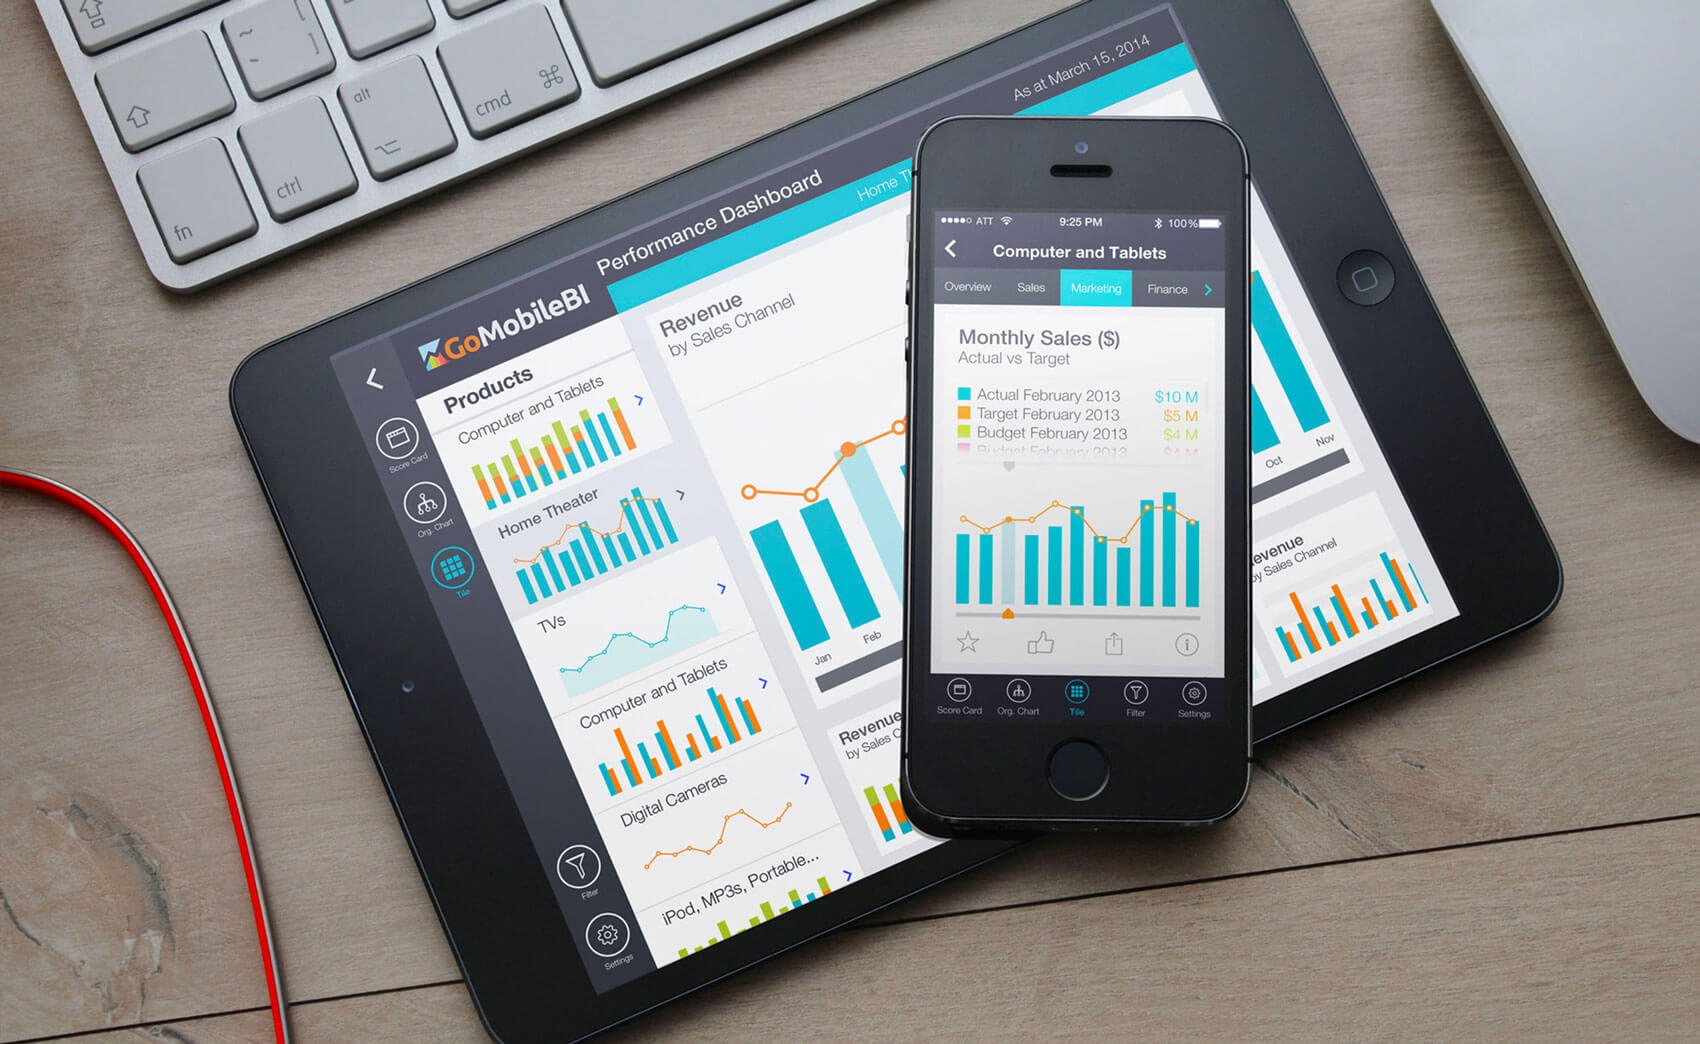 alt
cmd
ctrl
fn
As at March 15, 2014
Performance Dashboard
GoMobileBI
Home
Products
Computer and Tablets
Home Theater
TVs
Computer and Tablets
Digital Cameras
iPod, MP3s, Portable...
Score Card
Org. Chart
Tile
Filter
Settings
Revenue
by Sales Channel
Jan
Feb
Oct
Nov
Revenue
by Sales
evenue
by Sales Channel
ATT
9:25 PM
100%
Computer and Tablets
Overview Sales Marketing Finance
Monthly Sales ($)
Actual vs Target
Actual February 2013 $10 M
Target February 2013 $5 M
Budget February 2013 $4 M
Budget February 2013 $4 M
Score Card Org. Chart Tile Filter Settings